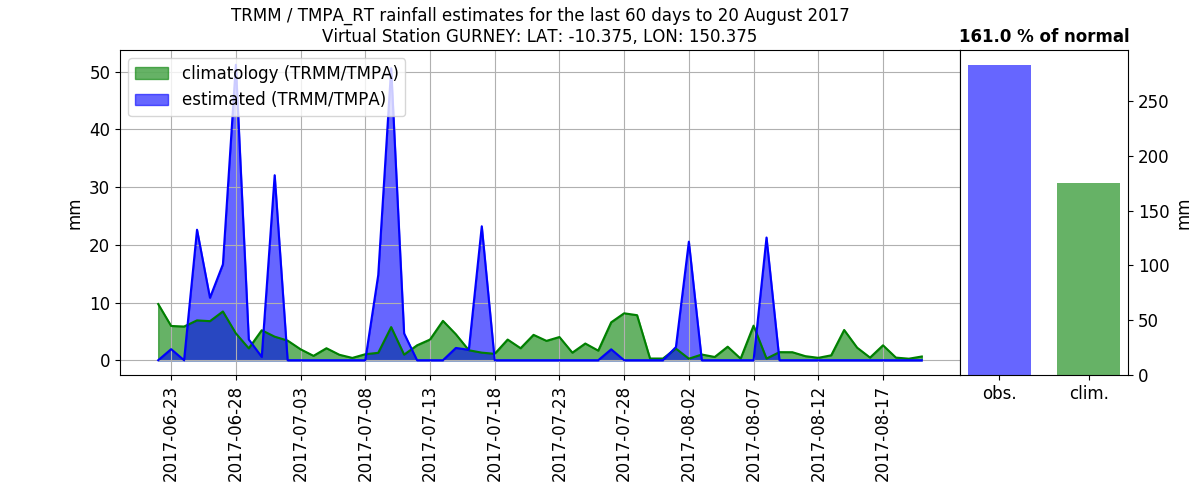 TRMM / TMPA_RT rainfall estimates for the last 60 days to 20 August 2017
Virtual Station GURNEY: LAT: -10.375, LON: 150.375
161.0 % of normal
climatology (TRMM/TMPA)
estimated (TRMM/TMPA)
mm
50
40
30
20
10
0
2017-06-23
2017-06-28
2017-07-03
2017-07-08
2017-07-13
2017-07-18
2017-07-23
2017-07-28
2017-08-02
2017-08-07
2017-08-12
2017-08-17
250
200
150
100
50
0
mm
obs.
clim.